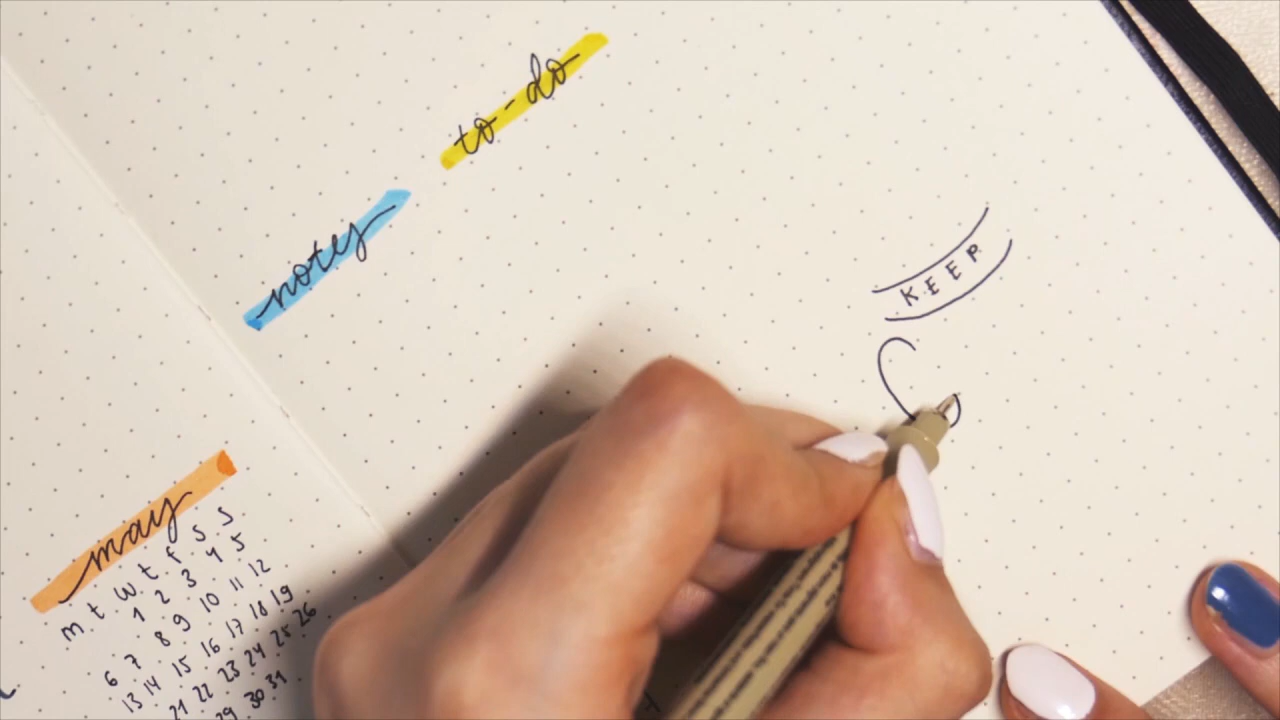 to-do
notes
KEEP
may
m t w t f s s
1 2 3 4 5
6 7 8 9 10 11 12
13 14 15 16 17 18 19
21 22 23 24 25 26
29 30 31